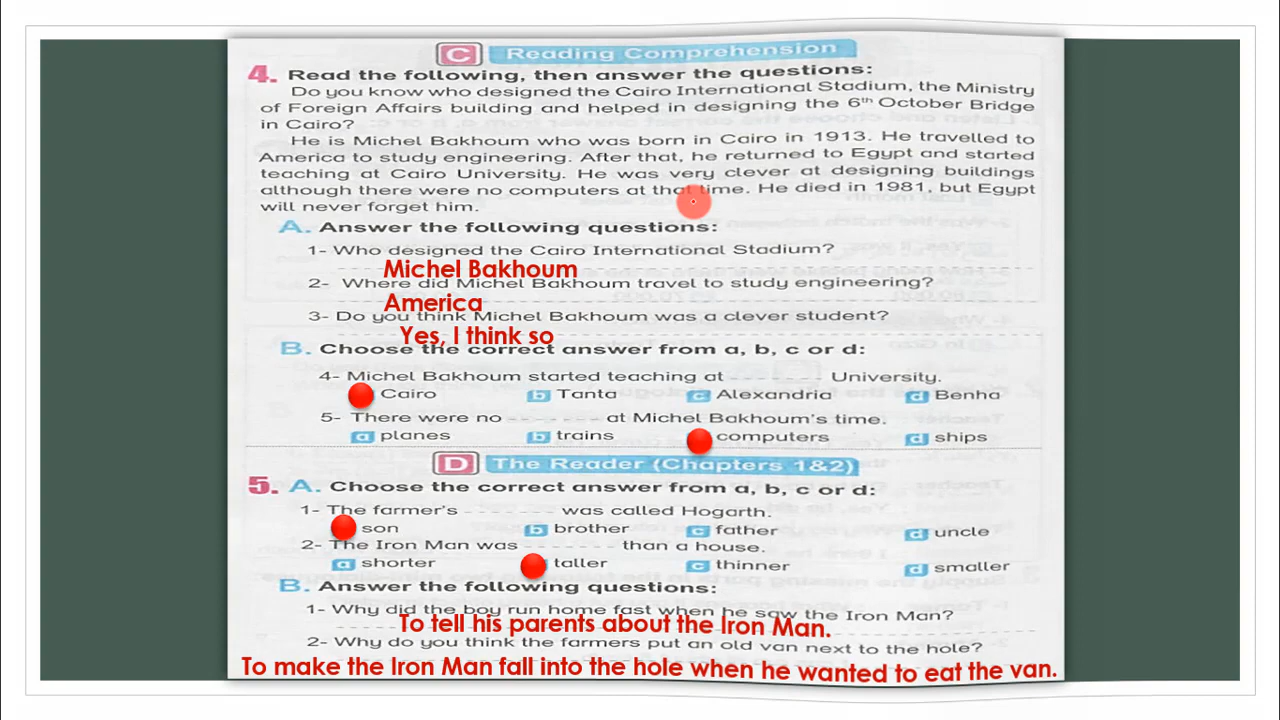 C Reading Comprehension
4. Read the following, then answer the questions:
Do you know who designed the Cairo International Stadium, the Ministry
of Foreign Affairs building and helped in designing the 6th October Bridge
in Cairo?
He is Michel Bakhoum who was born in Cairo in 1913. He travelled to
America to study engineering. After that, he returned to Egypt and started
teaching at Cairo University. He was very clever at designing buildings
although there were no computers at that time. He died in 1981, but Egypt
will never forget him.
A. Answer the following questions:
1- Who designed the Cairo International Stadium?
Michel Bakhoum
2- Where did Michel Bakhoum travel to study engineering?
America
3- Do you think Michel Bakhoum was a clever student?
Yes, I think so
B. Choose the correct answer from a, b, c or d:
4- Michel Bakhoum started teaching at ........ University.
Cairo b Tanta c Alexandria d Benha
5- There were no ........ at Michel Bakhoum's time.
a planes b trains computers d ships
D The Reader (Chapters 1&2)
5. A. Choose the correct answer from a, b, c or d:
1- The farmer's ........ was called Hogarth.
son b brother c father d uncle
2- The Iron Man was ........ than a house.
a shorter taller c thinner d smaller
B. Answer the following questions:
1- Why did the boy run home fast when he saw the Iron Man?
To tell his parents about the Iron Man.
2- Why do you think the farmers put an old van next to the hole?
To make the Iron Man fall into the hole when he wanted to eat the van.